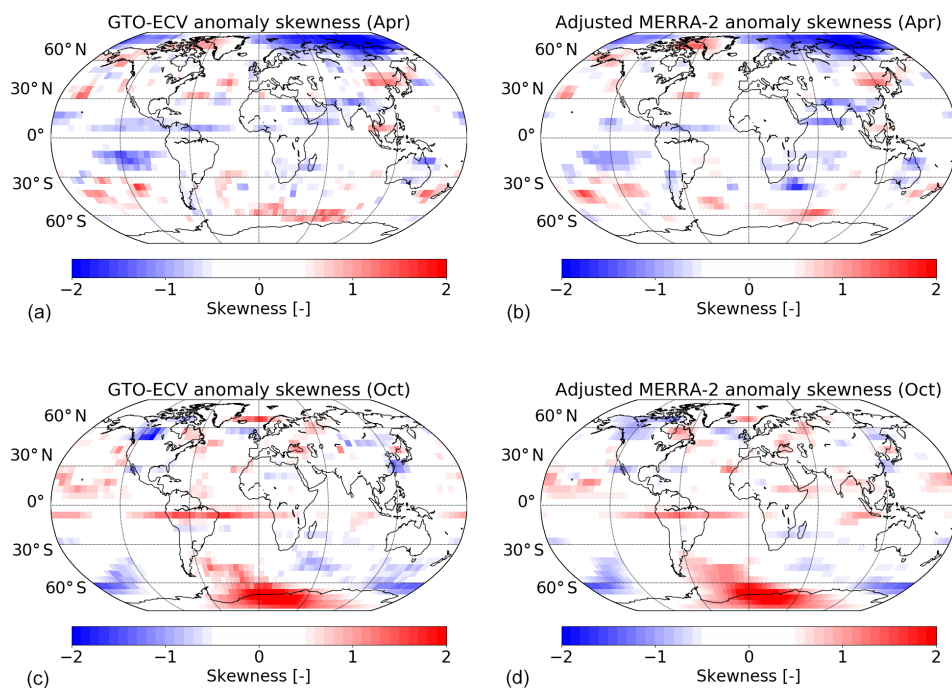 GTO-ECV anomaly skewness (Apr)
60° N
30° N
0°
30° S
60° S
−2 −1 0 1 2
Skewness [-]
(a)
Adjusted MERRA-2 anomaly skewness (Apr)
60° N
30° N
0°
30° S
60° S
−2 −1 0 1 2
Skewness [-]
(b)
GTO-ECV anomaly skewness (Oct)
60° N
30° N
0°
30° S
60° S
−2 −1 0 1 2
Skewness [-]
(c)
Adjusted MERRA-2 anomaly skewness (Oct)
60° N
30° N
0°
30° S
60° S
−2 −1 0 1 2
Skewness [-]
(d)